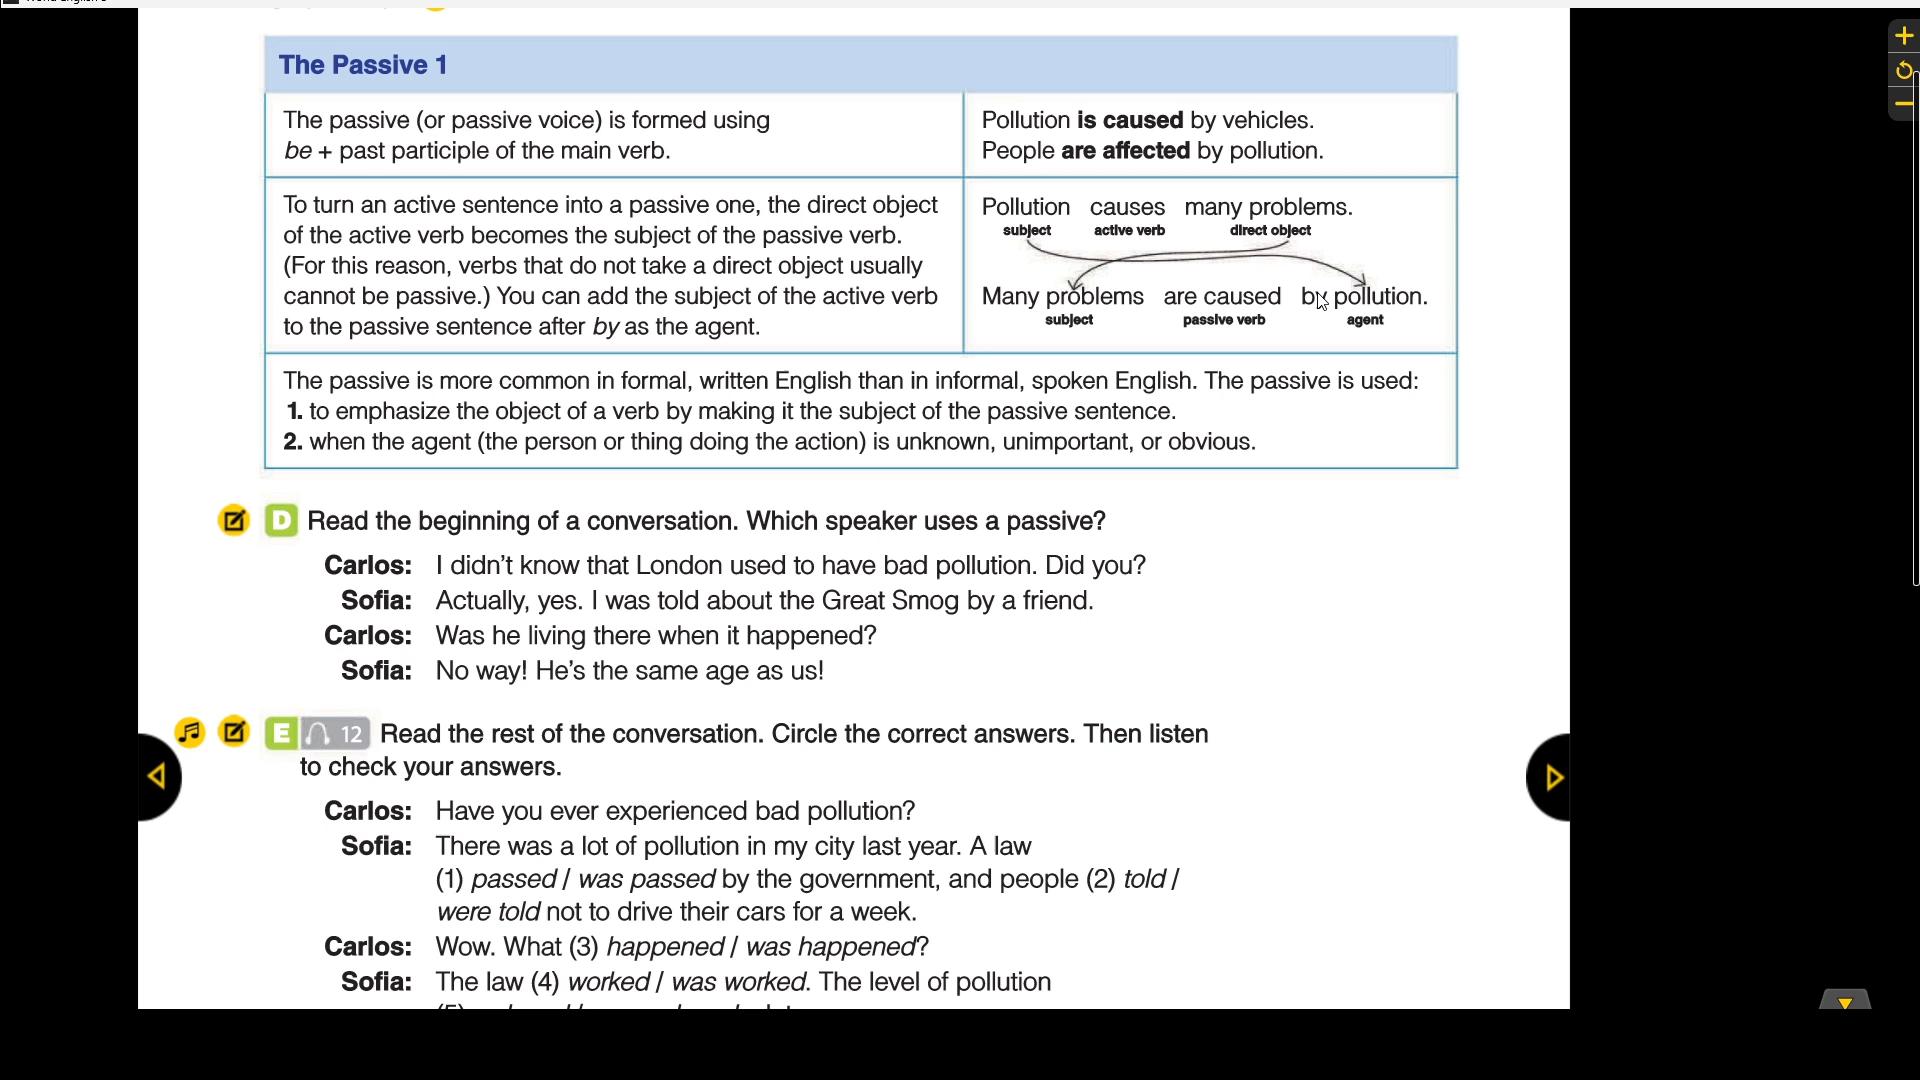 The Passive 1
The passive (or passive voice) is formed using
be + past participle of the main verb.
Pollution is caused by vehicles.
People are affected by pollution.
To turn an active sentence into a passive one, the direct object
of the active verb becomes the subject of the passive verb.
(For this reason, verbs that do not take a direct object usually
cannot be passive.) You can add the subject of the active verb
to the passive sentence after by as the agent.
Pollution causes many problems.
subject active verb direct object
Many problems are caused by pollution.
subject passive verb agent
The passive is more common in formal, written English than in informal, spoken English. The passive is used:
1. to emphasize the object of a verb by making it the subject of the passive sentence.
2. when the agent (the person or thing doing the action) is unknown, unimportant, or obvious.
D Read the beginning of a conversation. Which speaker uses a passive?
Carlos: I didn't know that London used to have bad pollution. Did you?
Sofia: Actually, yes. I was told about the Great Smog by a friend.
Carlos: Was he living there when it happened?
Sofia: No way! He's the same age as us!
E 12 Read the rest of the conversation. Circle the correct answers. Then listen
to check your answers.
Carlos: Have you ever experienced bad pollution?
Sofia: There was a lot of pollution in my city last year. A law
(1) passed / was passed by the government, and people (2) told /
were told not to drive their cars for a week.
Carlos: Wow. What (3) happened / was happened?
Sofia: The law (4) worked / was worked. The level of pollution